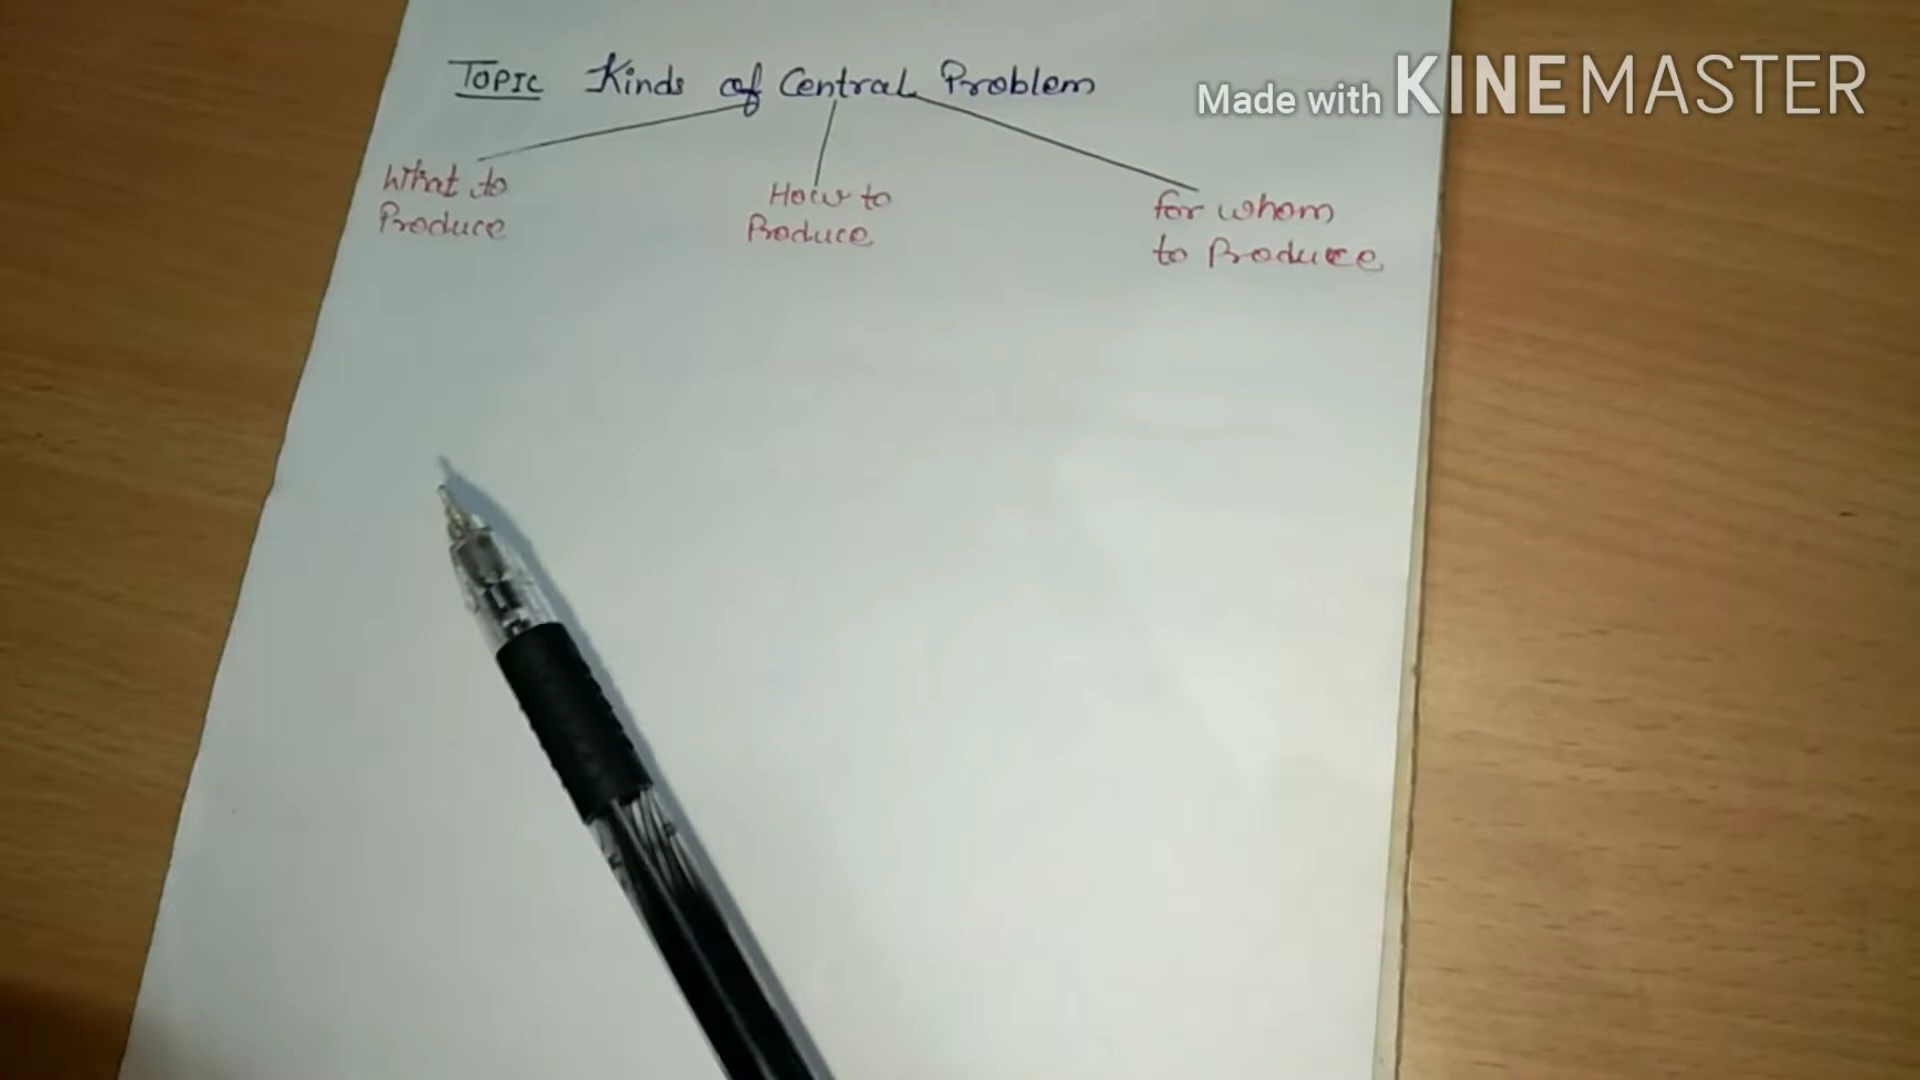 TOPIC Kinds of Central Problem
Made with KINEMASTER
What to
Produce
How to
Produce
for whom
to Produce